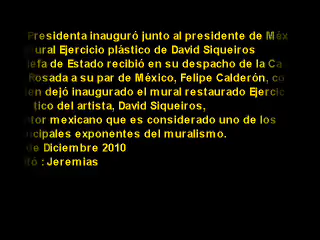 Presidenta inauguró junto al presidente de Méx
mural Ejercicio plástico de David Siqueiros
efa de Estado recibió en su despacho de la Ca
Rosada a su par de México, Felipe Calderón, co
en dejó inaugurado el mural restaurado Ejercic
tico del artista, David Siqueiros,
tor mexicano que es considerado uno de los
cipales exponentes del muralismo.
de Diciembre 2010
ó : Jeremias